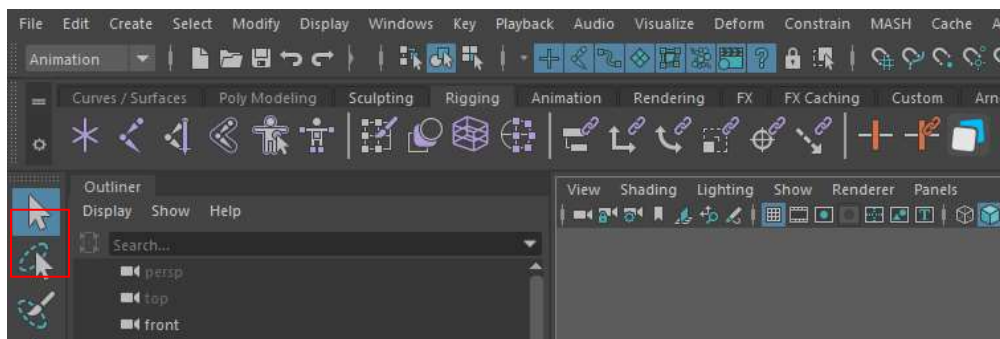 File Edit Create Select Modify Display Windows Key Playback Audio Visualize Deform Constrain MASH Cache
Animation
Curves / Surfaces Poly Modeling Sculpting Rigging Animation Rendering FX FX Caching Custom Arn
Outliner
Display Show Help
Search...
persp
top
front
View Shading Lighting Show Renderer Panels